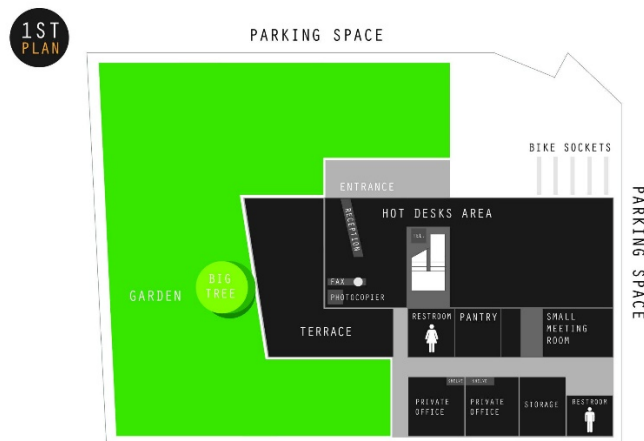 1ST
PLAN
PARKING SPACE
BIKE SOCKETS
ENTRANCE
HOT DESKS AREA
RECEPTION
PARKING SPACE
BIG
TREE
GARDEN
FAX
PHOTOCOPIER
TERRACE
RESTROOM
PANTRY
SMALL
MEETING
ROOM
PRIVATE
OFFICE
PRIVATE
OFFICE
STORAGE
RESTROOM